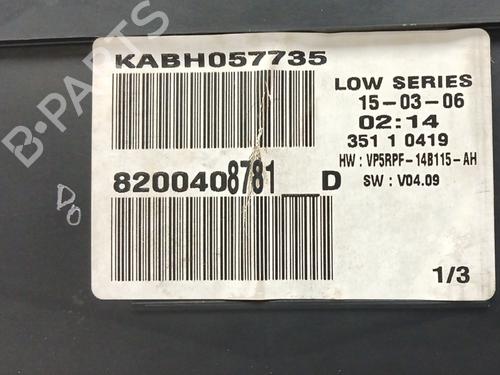 KABH057735
LOW SERIES
15-03-06
02:14
351 1 0419
HW : VP5RPF-14B115-AH
SW : V04.09
8200408781__D
1/3
B-PARTS